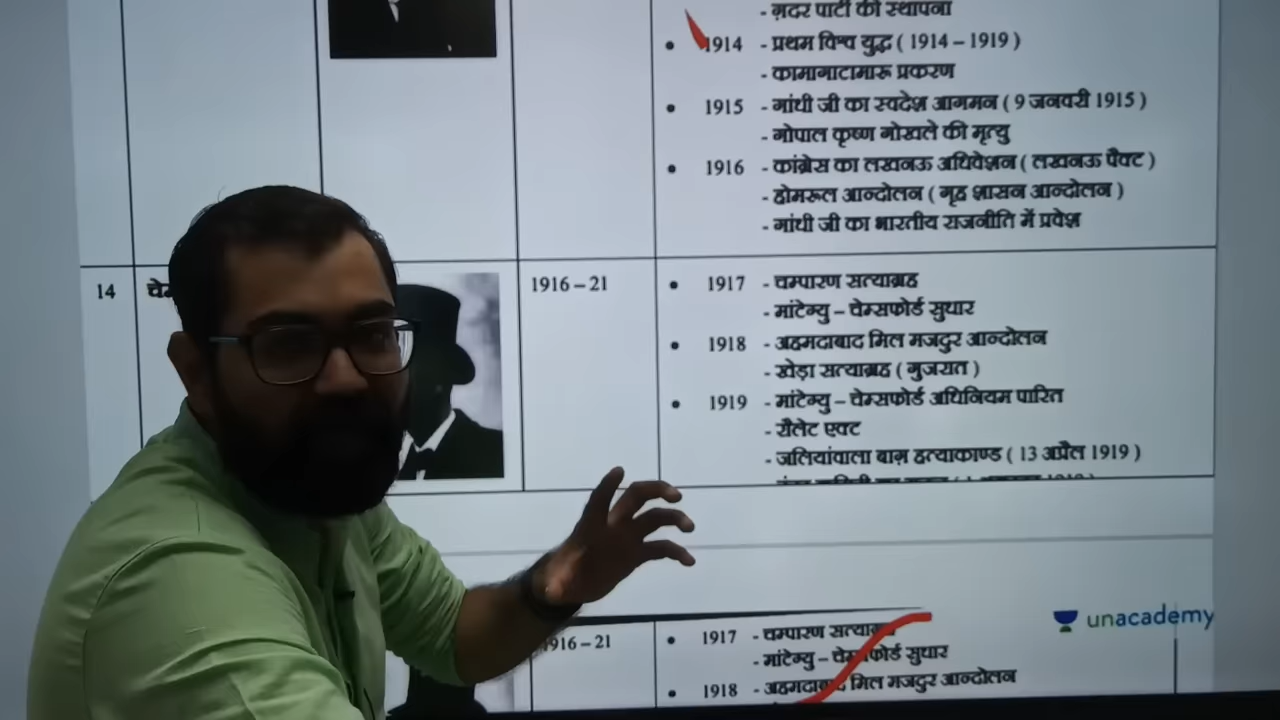 - ग़दर पार्टी की स्थापना
• 1914 - प्रथम विश्व युद्ध ( 1914 – 1919 )
- कामागाटामारू प्रकरण
• 1915 - गांधी जी का स्वदेश आगमन ( 9 जनवरी 1915 )
- गोपाल कृष्ण गोखले की मृत्यु
• 1916 - कांग्रेस का लखनऊ अधिवेशन ( लखनऊ पैक्ट )
- होमरूल आन्दोलन ( गृह शासन आन्दोलन )
- गांधी जी का भारतीय राजनीति में प्रवेश
14 1916 – 21 • 1917 - चम्पारण सत्याग्रह
- मांटेग्यु – चेम्सफोर्ड सुधार
• 1918 - अहमदाबाद मिल मजदुर आन्दोलन
- खेड़ा सत्याग्रह ( गुजरात )
• 1919 - मांटेग्यु – चेम्सफोर्ड अधिनियम पारित
- रौलेट एक्ट
- जलियांवाला बाग़ हत्याकाण्ड ( 13 अप्रैल 1919 )
unacademy
1916 – 21 • 1917 - चम्पारण
- मांटेग्यु – चेम्सफोर्ड सुधार
• 1918 - अहमदाबाद मिल मजदुर आन्दोलन